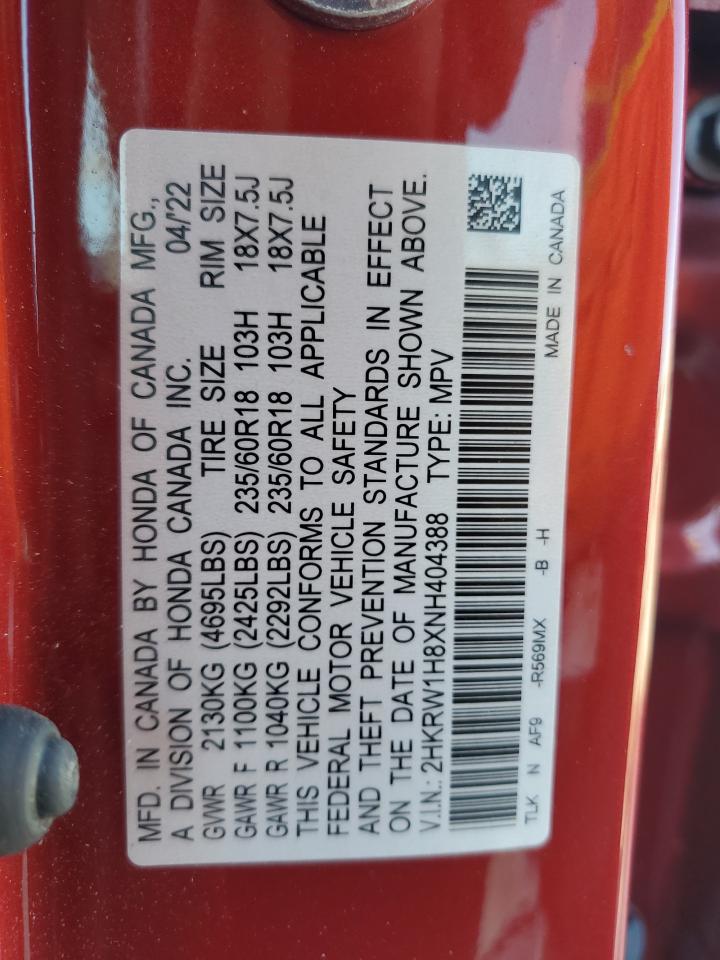 MFD. IN CANADA BY HONDA OF CANADA MFG.,
A DIVISION OF HONDA CANADA INC. 04/'22
GVWR 2130KG (4695LBS) TIRE SIZE RIM SIZE
GAWR F 1100KG (2425LBS) 235/60R18 103H 18X7.5J
GAWR R 1040KG (2292LBS) 235/60R18 103H 18X7.5J
THIS VEHICLE CONFORMS TO ALL APPLICABLE
FEDERAL MOTOR VEHICLE SAFETY
AND THEFT PREVENTION STANDARDS IN EFFECT
ON THE DATE OF MANUFACTURE SHOWN ABOVE.
V.I.N.: 2HKRW1H8XNH404388 TYPE: MPV
TLK N AF9 -R569MX -B -H MADE IN CANADA